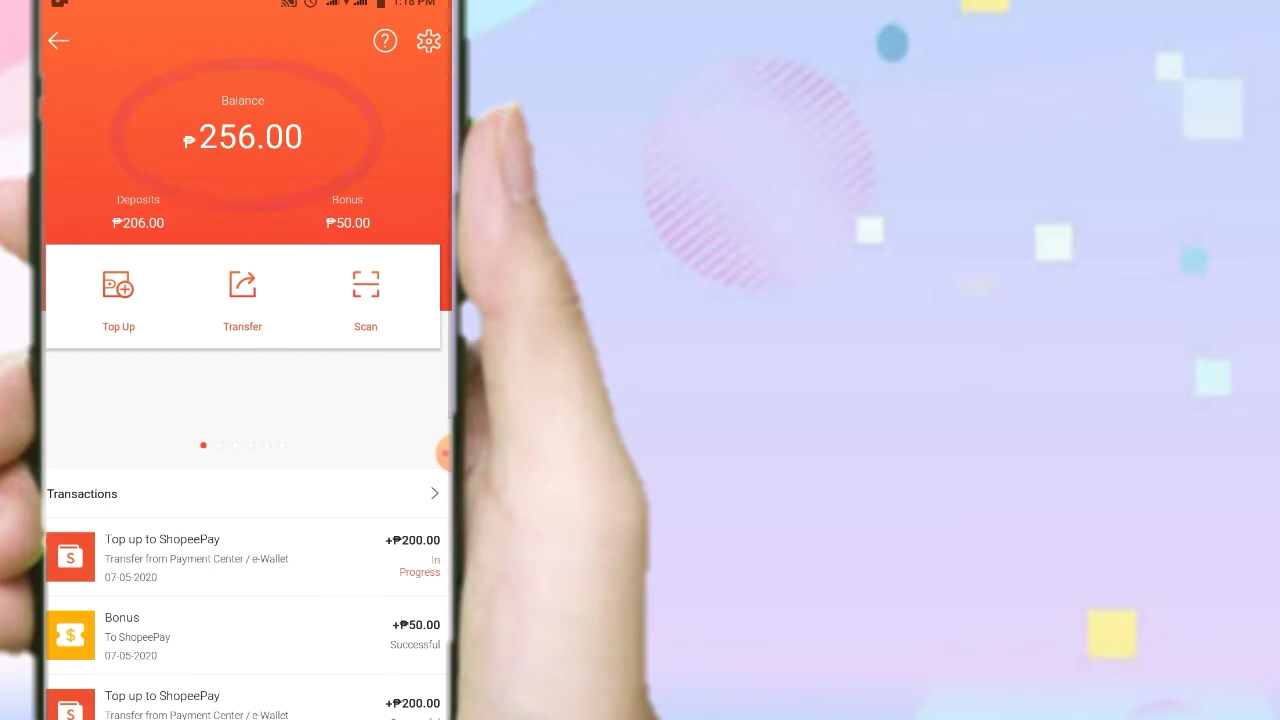 1:18 PM
Balance
₱256.00
Deposits
Bonus
₱206.00
₱50.00
Top Up
Transfer
Scan
Transactions
Top up to ShopeePay
+₱200.00
Transfer from Payment Center / e-Wallet
In
Progress
07-05-2020
Bonus
+₱50.00
To ShopeePay
Successful
07-05-2020
Top up to ShopeePay
+₱200.00
Transfer from Payment Center / e-Wallet